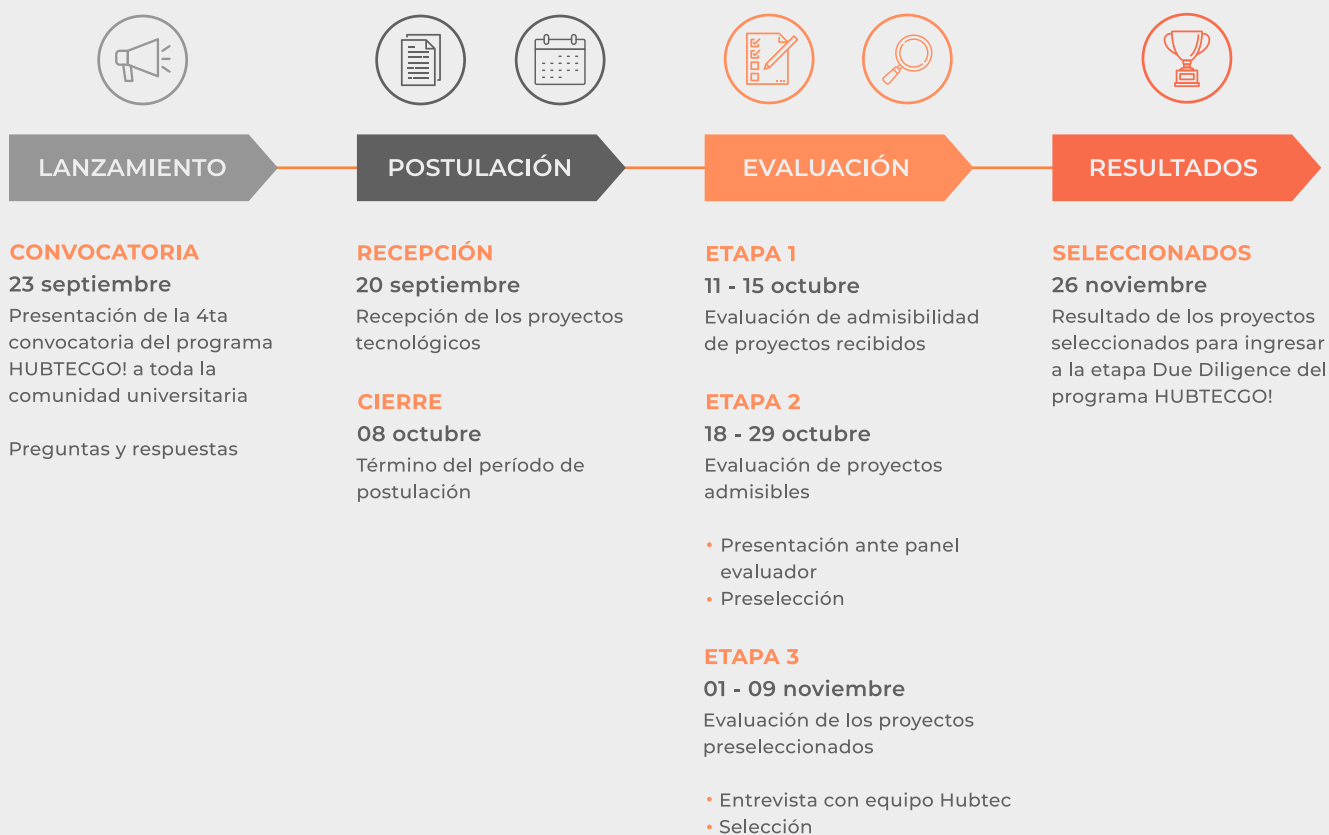 LANZAMIENTO
CONVOCATORIA
23 septiembre
Presentación de la 4ta
convocatoria del programa
HUBTECGO! a toda la
comunidad universitaria
Preguntas y respuestas
POSTULACIÓN
RECEPCIÓN
20 septiembre
Recepción de los proyectos
tecnológicos
CIERRE
08 octubre
Término del período de
postulación
EVALUACIÓN
ETAPA 1
11 - 15 octubre
Evaluación de admisibilidad
de proyectos recibidos
ETAPA 2
18 - 29 octubre
Evaluación de proyectos
admisibles
• Presentación ante panel
evaluador
• Preselección
ETAPA 3
01 - 09 noviembre
Evaluación de los proyectos
preseleccionados
• Entrevista con equipo Hubtec
• Selección
RESULTADOS
SELECCIONADOS
26 noviembre
Resultado de los proyectos
seleccionados para ingresar
a la etapa Due Diligence del
programa HUBTECGO!